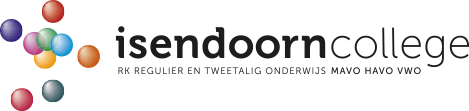 isendoorncollege
RK REGULIER EN TWEETALIG ONDERWIJS MAVO HAVO VWO